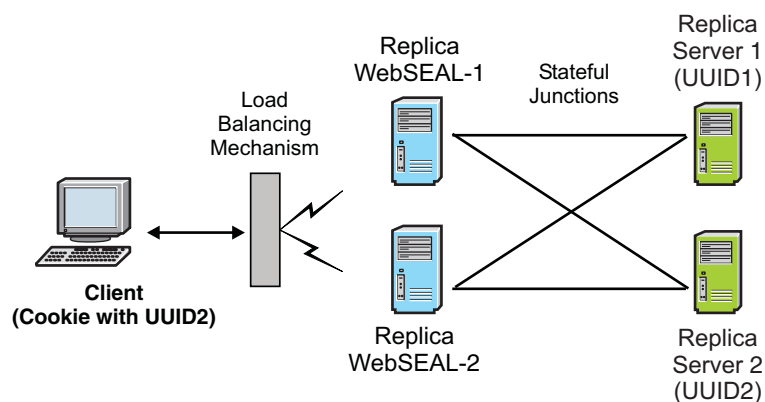 Replica
WebSEAL-1
Stateful
Junctions
Replica
Server 1
(UUID1)
Load
Balancing
Mechanism
Client
(Cookie with UUID2)
Replica
WebSEAL-2
Replica
Server 2
(UUID2)